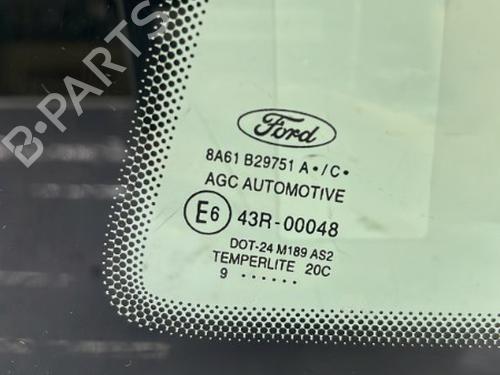 B-PARTS
Ford
8A61 B29751 A•/C•
AGC AUTOMOTIVE
E6 43R-00048
DOT-24 M189 AS2
TEMPERLITE 20C
9 ......